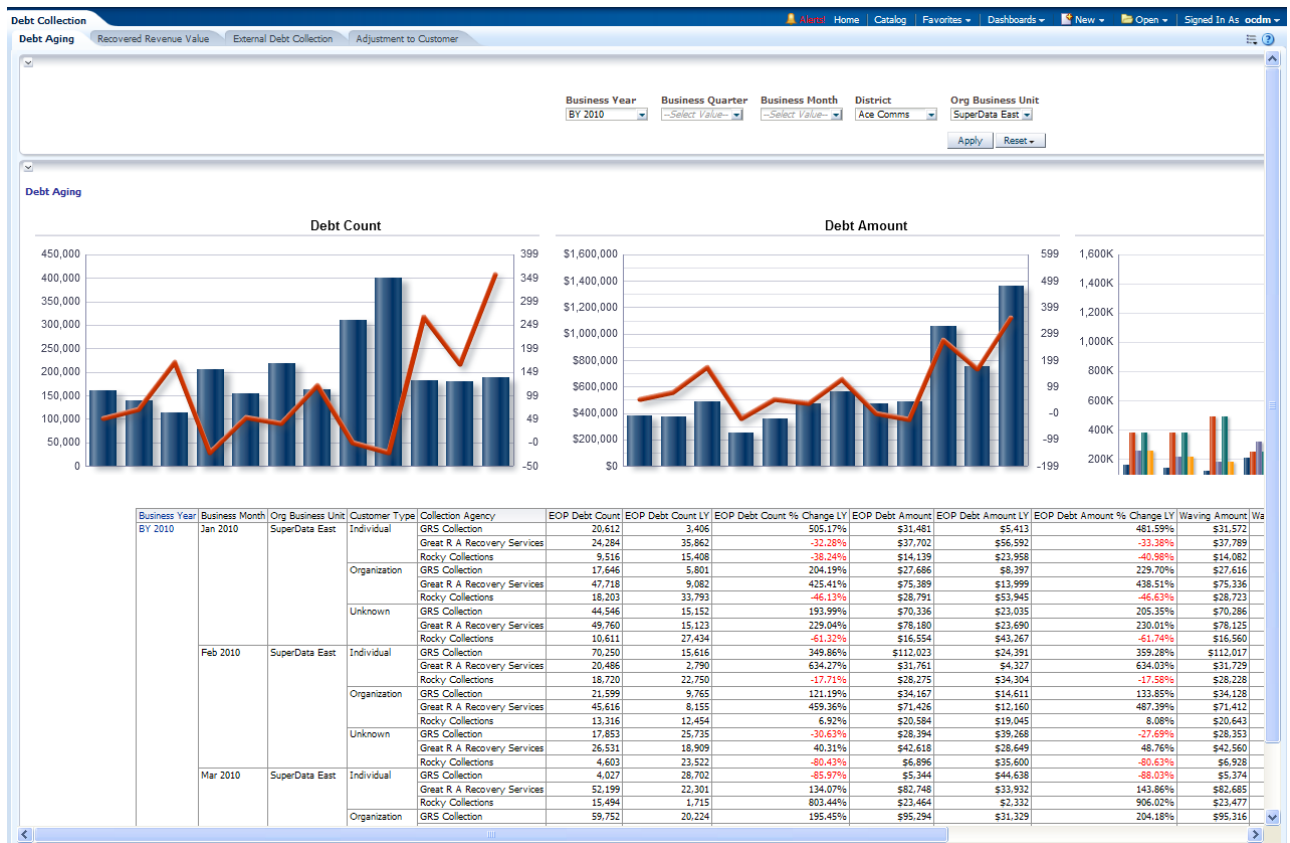 Debt Collection
Alerts! Home Catalog Favorites Dashboards New Open Signed In As ocdm
Debt Aging Recovered Revenue Value External Debt Collection Adjustment to Customer
Business Year Business Quarter Business Month District Org Business Unit
BY 2010 --Select Value-- --Select Value-- Ace Comms SuperData East
Apply Reset
Debt Aging
Debt Count
450,000
400,000
350,000
300,000
250,000
200,000
150,000
100,000
50,000
0
399
349
299
249
199
149
99
49
-0
-50
Debt Amount
$1,600,000
$1,400,000
$1,200,000
$1,000,000
$800,000
$600,000
$400,000
$200,000
$0
599
499
399
299
199
99
-0
-99
-199
1,600K
1,400K
1,200K
1,000K
800K
600K
400K
200K
Business Year Business Month Org Business Unit Customer Type Collection Agency EOP Debt Count EOP Debt Count LY EOP Debt Count % Change LY EOP Debt Amount EOP Debt Amount LY EOP Debt Amount % Change LY Waving Amount Wa
BY 2010 Jan 2010 SuperData East Individual GRS Collection 20,612 3,406 505.17% $31,481 $5,413 481.59% $31,572
Great R A Recovery Services 24,284 35,862 -32.28% $37,702 $56,592 -33.38% $37,789
Rocky Collections 9,516 15,408 -38.24% $14,139 $23,958 -40.98% $14,082
Organization GRS Collection 17,646 5,801 204.19% $27,686 $8,397 229.70% $27,616
Great R A Recovery Services 47,718 9,082 425.41% $75,389 $13,999 438.51% $75,336
Rocky Collections 18,203 33,793 -46.13% $28,791 $53,945 -46.63% $28,723
Unknown GRS Collection 44,546 15,152 193.99% $70,336 $23,035 205.35% $70,286
Great R A Recovery Services 49,760 15,123 229.04% $78,180 $23,690 230.01% $78,125
Rocky Collections 10,611 27,434 -61.32% $16,554 $43,267 -61.74% $16,560
Feb 2010 SuperData East Individual GRS Collection 70,250 15,616 349.86% $112,023 $24,391 359.28% $112,017
Great R A Recovery Services 20,486 2,790 634.27% $31,761 $4,327 634.03% $31,729
Rocky Collections 18,720 22,750 -17.71% $28,275 $34,304 -17.58% $28,228
Organization GRS Collection 21,599 9,765 121.19% $34,167 $14,611 133.85% $34,128
Great R A Recovery Services 45,616 8,155 459.36% $71,426 $12,160 487.39% $71,412
Rocky Collections 13,316 12,454 6.92% $20,584 $19,045 8.08% $20,643
Unknown GRS Collection 17,853 25,735 -30.63% $28,394 $39,268 -27.69% $28,353
Great R A Recovery Services 26,531 18,909 40.31% $42,618 $28,649 48.76% $42,560
Rocky Collections 4,603 23,522 -80.43% $6,896 $35,600 -80.63% $6,928
Mar 2010 SuperData East Individual GRS Collection 4,027 28,702 -85.97% $5,344 $44,638 -88.03% $5,374
Great R A Recovery Services 52,199 22,301 134.07% $82,748 $33,932 143.86% $82,685
Rocky Collections 15,494 1,715 803.44% $23,464 $2,332 906.02% $23,477
Organization GRS Collection 59,752 20,224 195.45% $95,294 $31,329 204.18% $95,316